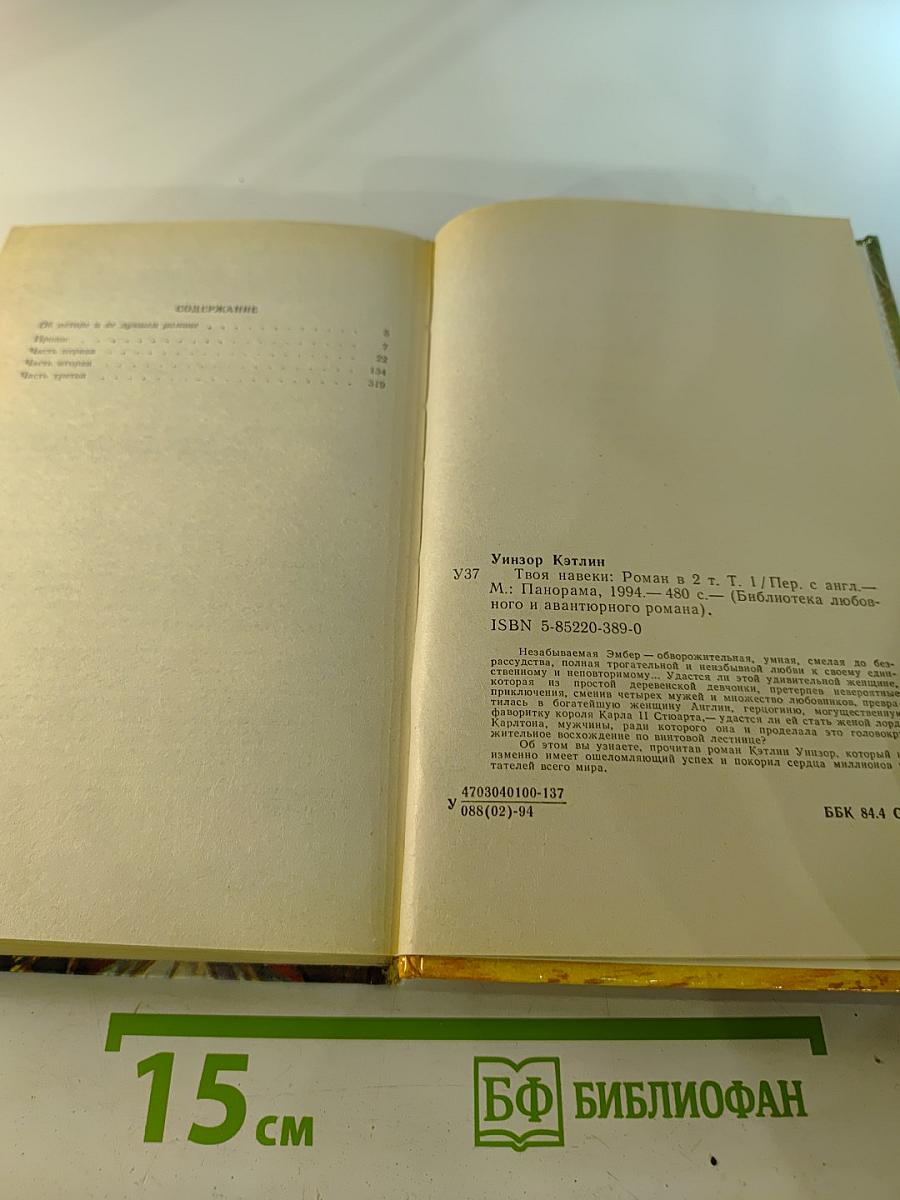 СОДЕРЖАНИЕ
Об авторе и ее лучшем романе . . . . . . . . . . . 5
Пролог . . . . . . . . . . . 7
Часть первая . . . . . . . . . . . 22
Часть вторая . . . . . . . . . . . 134
Часть третья . . . . . . . . . . . 319
Уинзор Кэтлин
У37 Твоя навеки: Роман в 2 т. Т. 1/Пер. с англ.—
М.: Панорама, 1994.— 480 с.— (Библиотека любов-
ного и авантюрного романа).
ISBN 5-85220-389-0
Незабываемая Эмбер — обворожительная, умная, смелая до без-
рассудства, полная трогательной и неизбывной любви к своему един-
ственному и неповторимому... Удастся ли этой удивительной женщине,
которая из простой деревенской девчонки, претерпев невероятные
приключения, сменив четырех мужей и множество любовников, превра-
тилась в богатейшую женщину Англии, герцогиню, могущественную
фаворитку короля Карла II Стюарта,— удастся ли ей стать женой лорд
Карлтона, мужчины, ради которого она и проделала это головокр
жительное восхождение по винтовой лестнице?
Об этом вы узнаете, прочитав роман Кэтлин Уинзор, который н
изменно имеет ошеломляющий успех и покорил сердца миллионов ч
тателей всего мира.
У 4703040100-137
088(02)-94
ББК 84.4 С
15 см
БФ БИБЛИОФАН